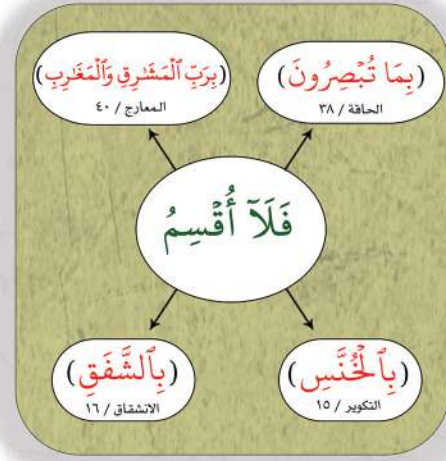 (بِمَا تُبْصِرُونَ)
الحاقة / ٣٨
(بِرَبِّ ٱلْمَشَٰرِقِ وَٱلْمَغَٰرِبِ)
المعارج / ٤٠
فَلَآ أُقْسِمُ
(بِٱلْخُنَّسِ)
التكوير / ١٥
(بِٱلشَّفَقِ)
الانشقاق / ١٦